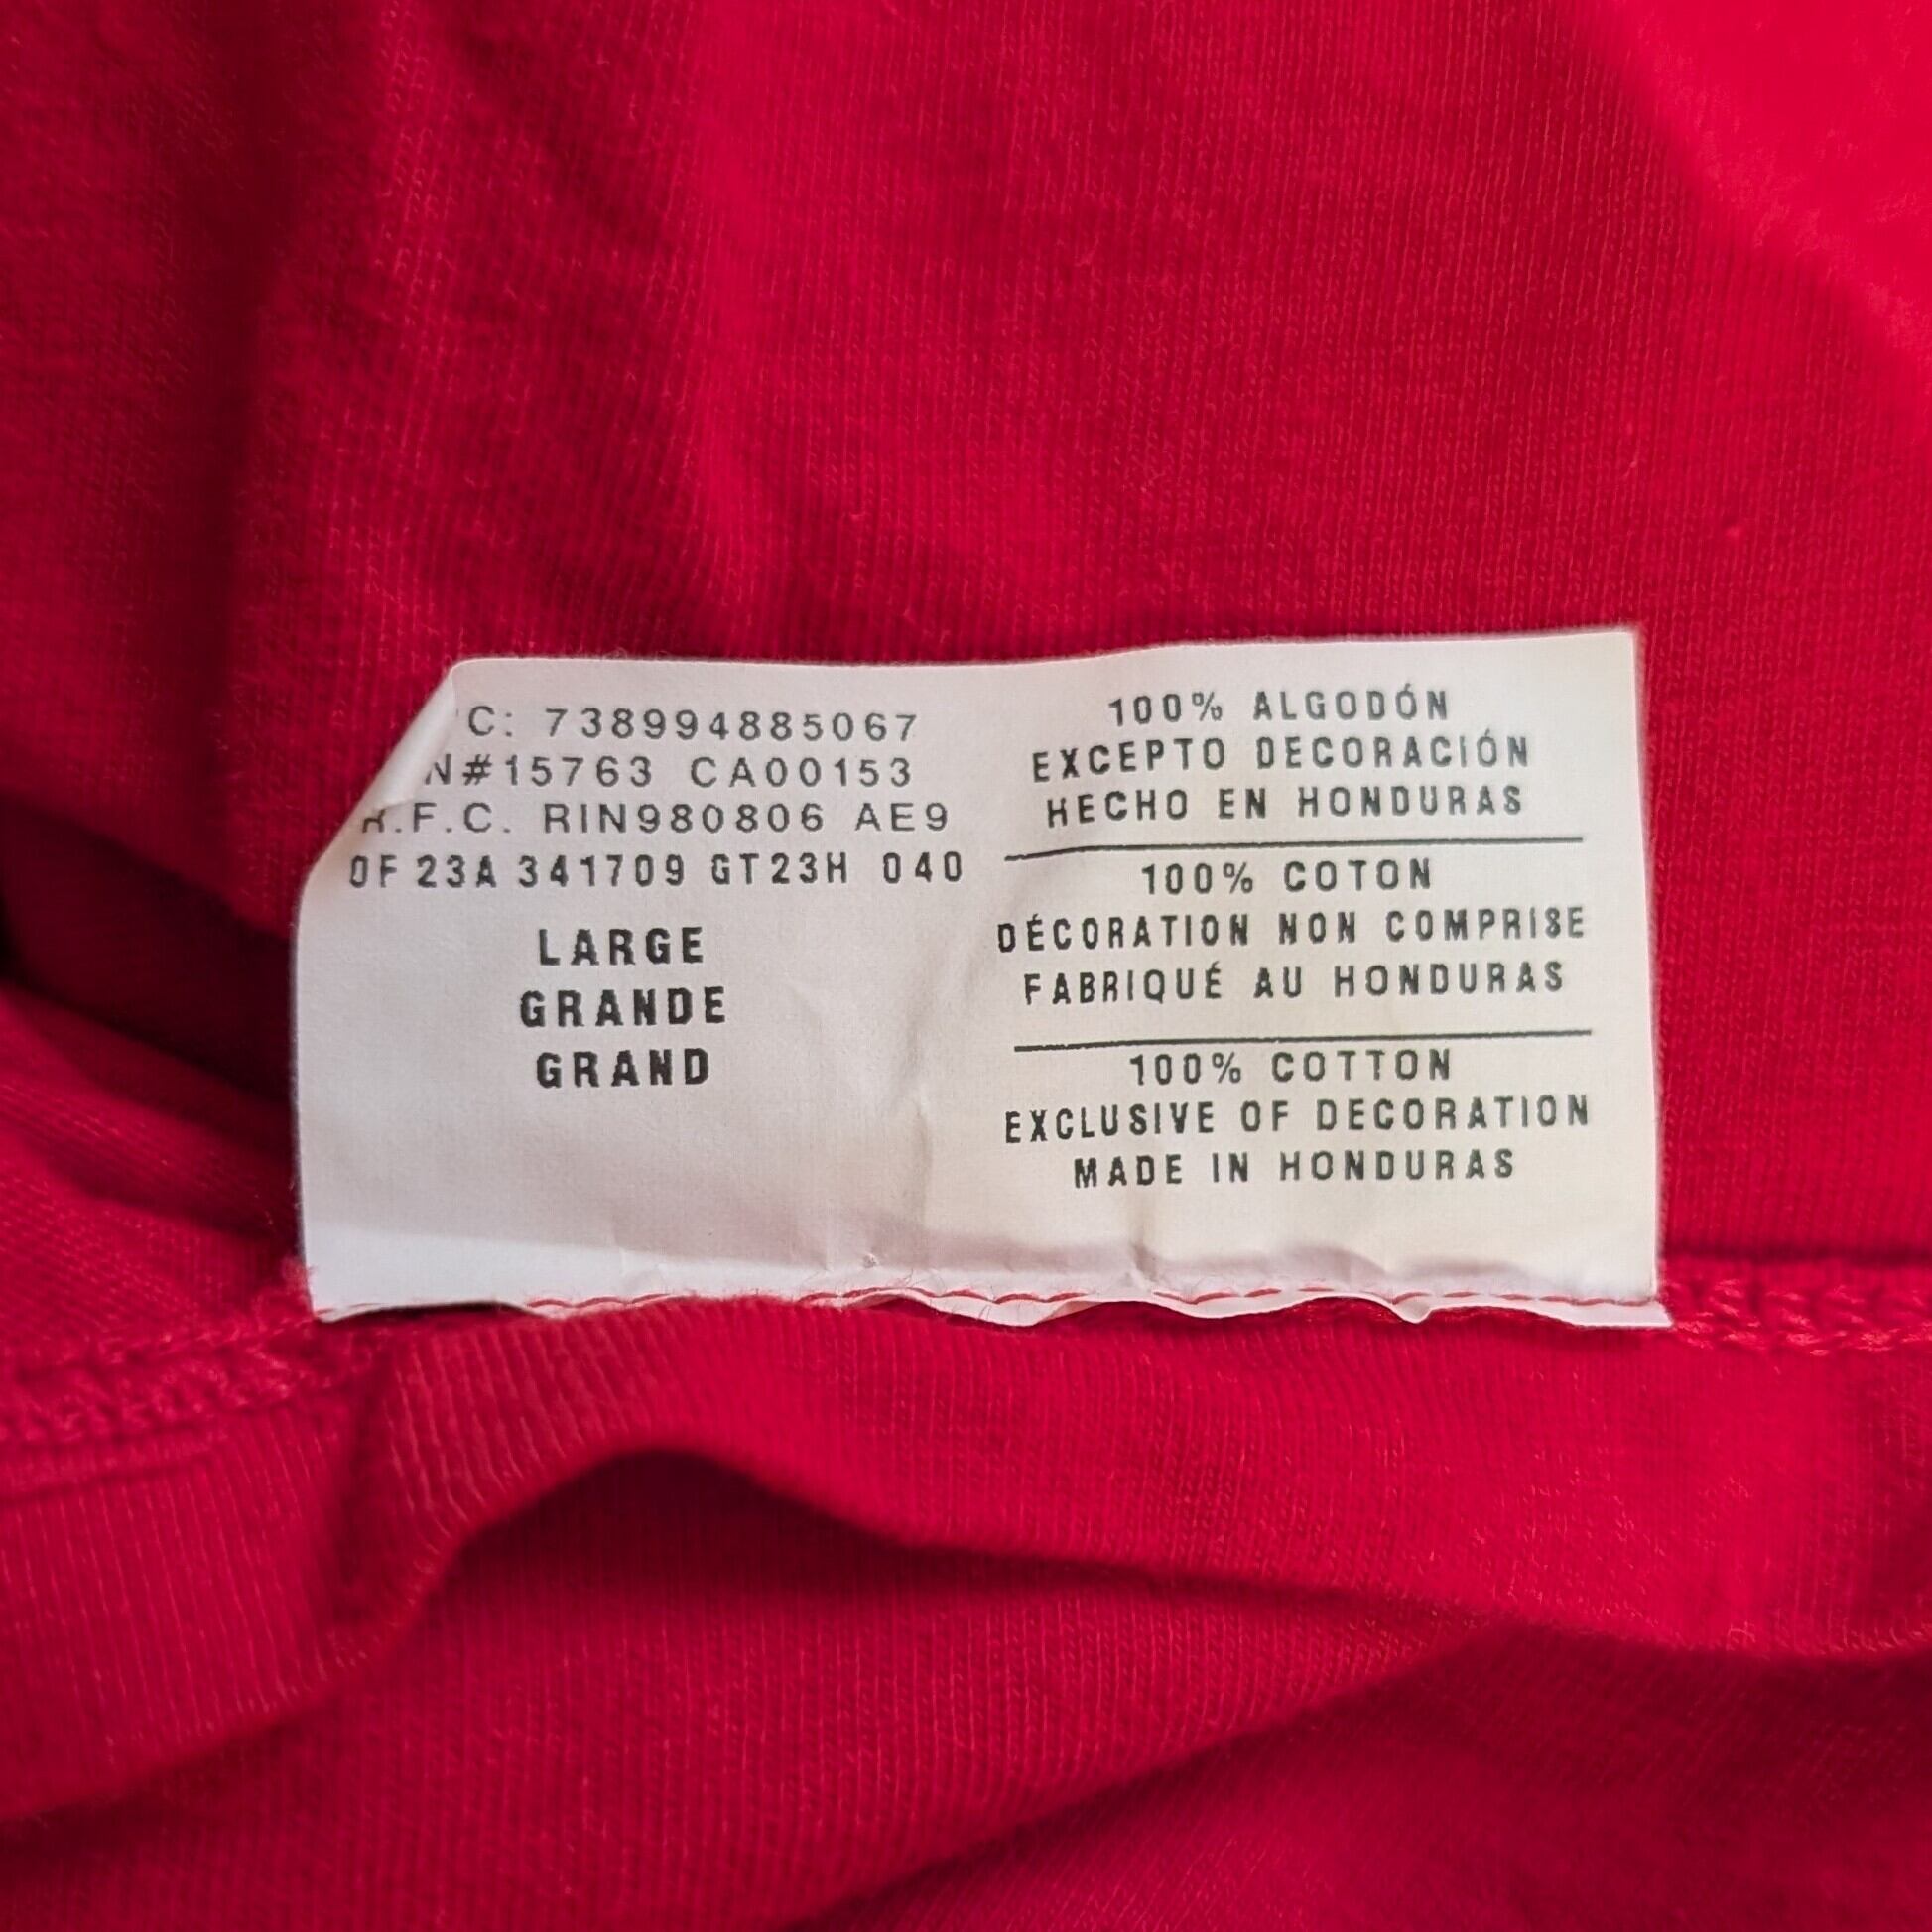 C: 738994885067
N#15763 CA00153
R.F.C. RIN980806 AE9
0F 23A 341709 GT23H 040
LARGE
GRANDE
GRAND
100% ALGODÓN
EXCEPTO DECORACIÓN
HECHO EN HONDURAS
100% COTON
DÉCORATION NON COMPRISE
FABRIQUÉ AU HONDURAS
100% COTTON
EXCLUSIVE OF DECORATION
MADE IN HONDURAS